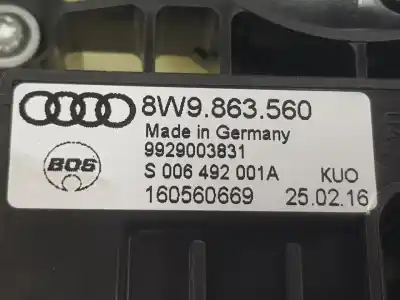 8W9.863.560
Made in Germany
9929003831
BOS
S 006 492 001A KUO
160560669 25.02.16